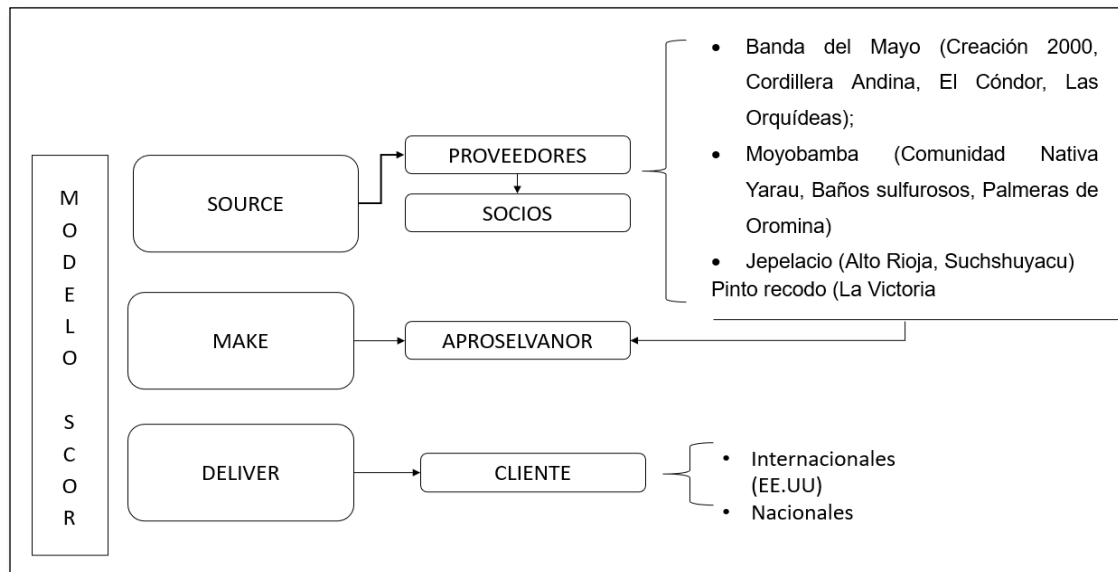 MODELO SCOR
SOURCE
PROVEEDORES
SOCIOS
• Banda del Mayo (Creación 2000,
Cordillera Andina, El Cóndor, Las
Orquídeas);
• Moyobamba (Comunidad Nativa
Yarau, Baños sulfurosos, Palmeras de
Oromina)
• Jepelacio (Alto Rioja, Suchshuyacu)
Pinto recodo (La Victoria
MAKE
APROSELVANOR
DELIVER
CLIENTE
• Internacionales
(EE.UU)
• Nacionales